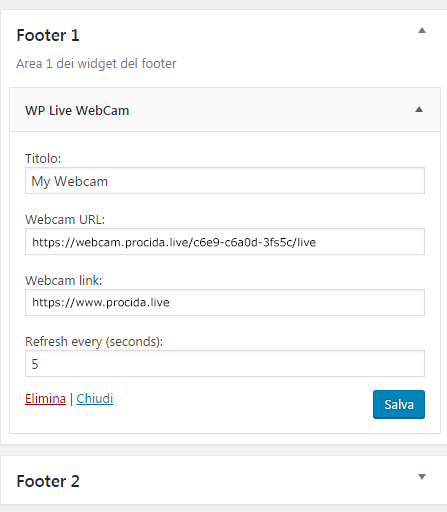 Footer 1
Area 1 dei widget del footer
WP Live WebCam
Titolo:
My Webcam
Webcam URL:
https://webcam.procida.live/c6e9-c6a0d-3fs5c/live
Webcam link:
https://www.procida.live
Refresh every (seconds):
5
Elimina | Chiudi
Salva
Footer 2